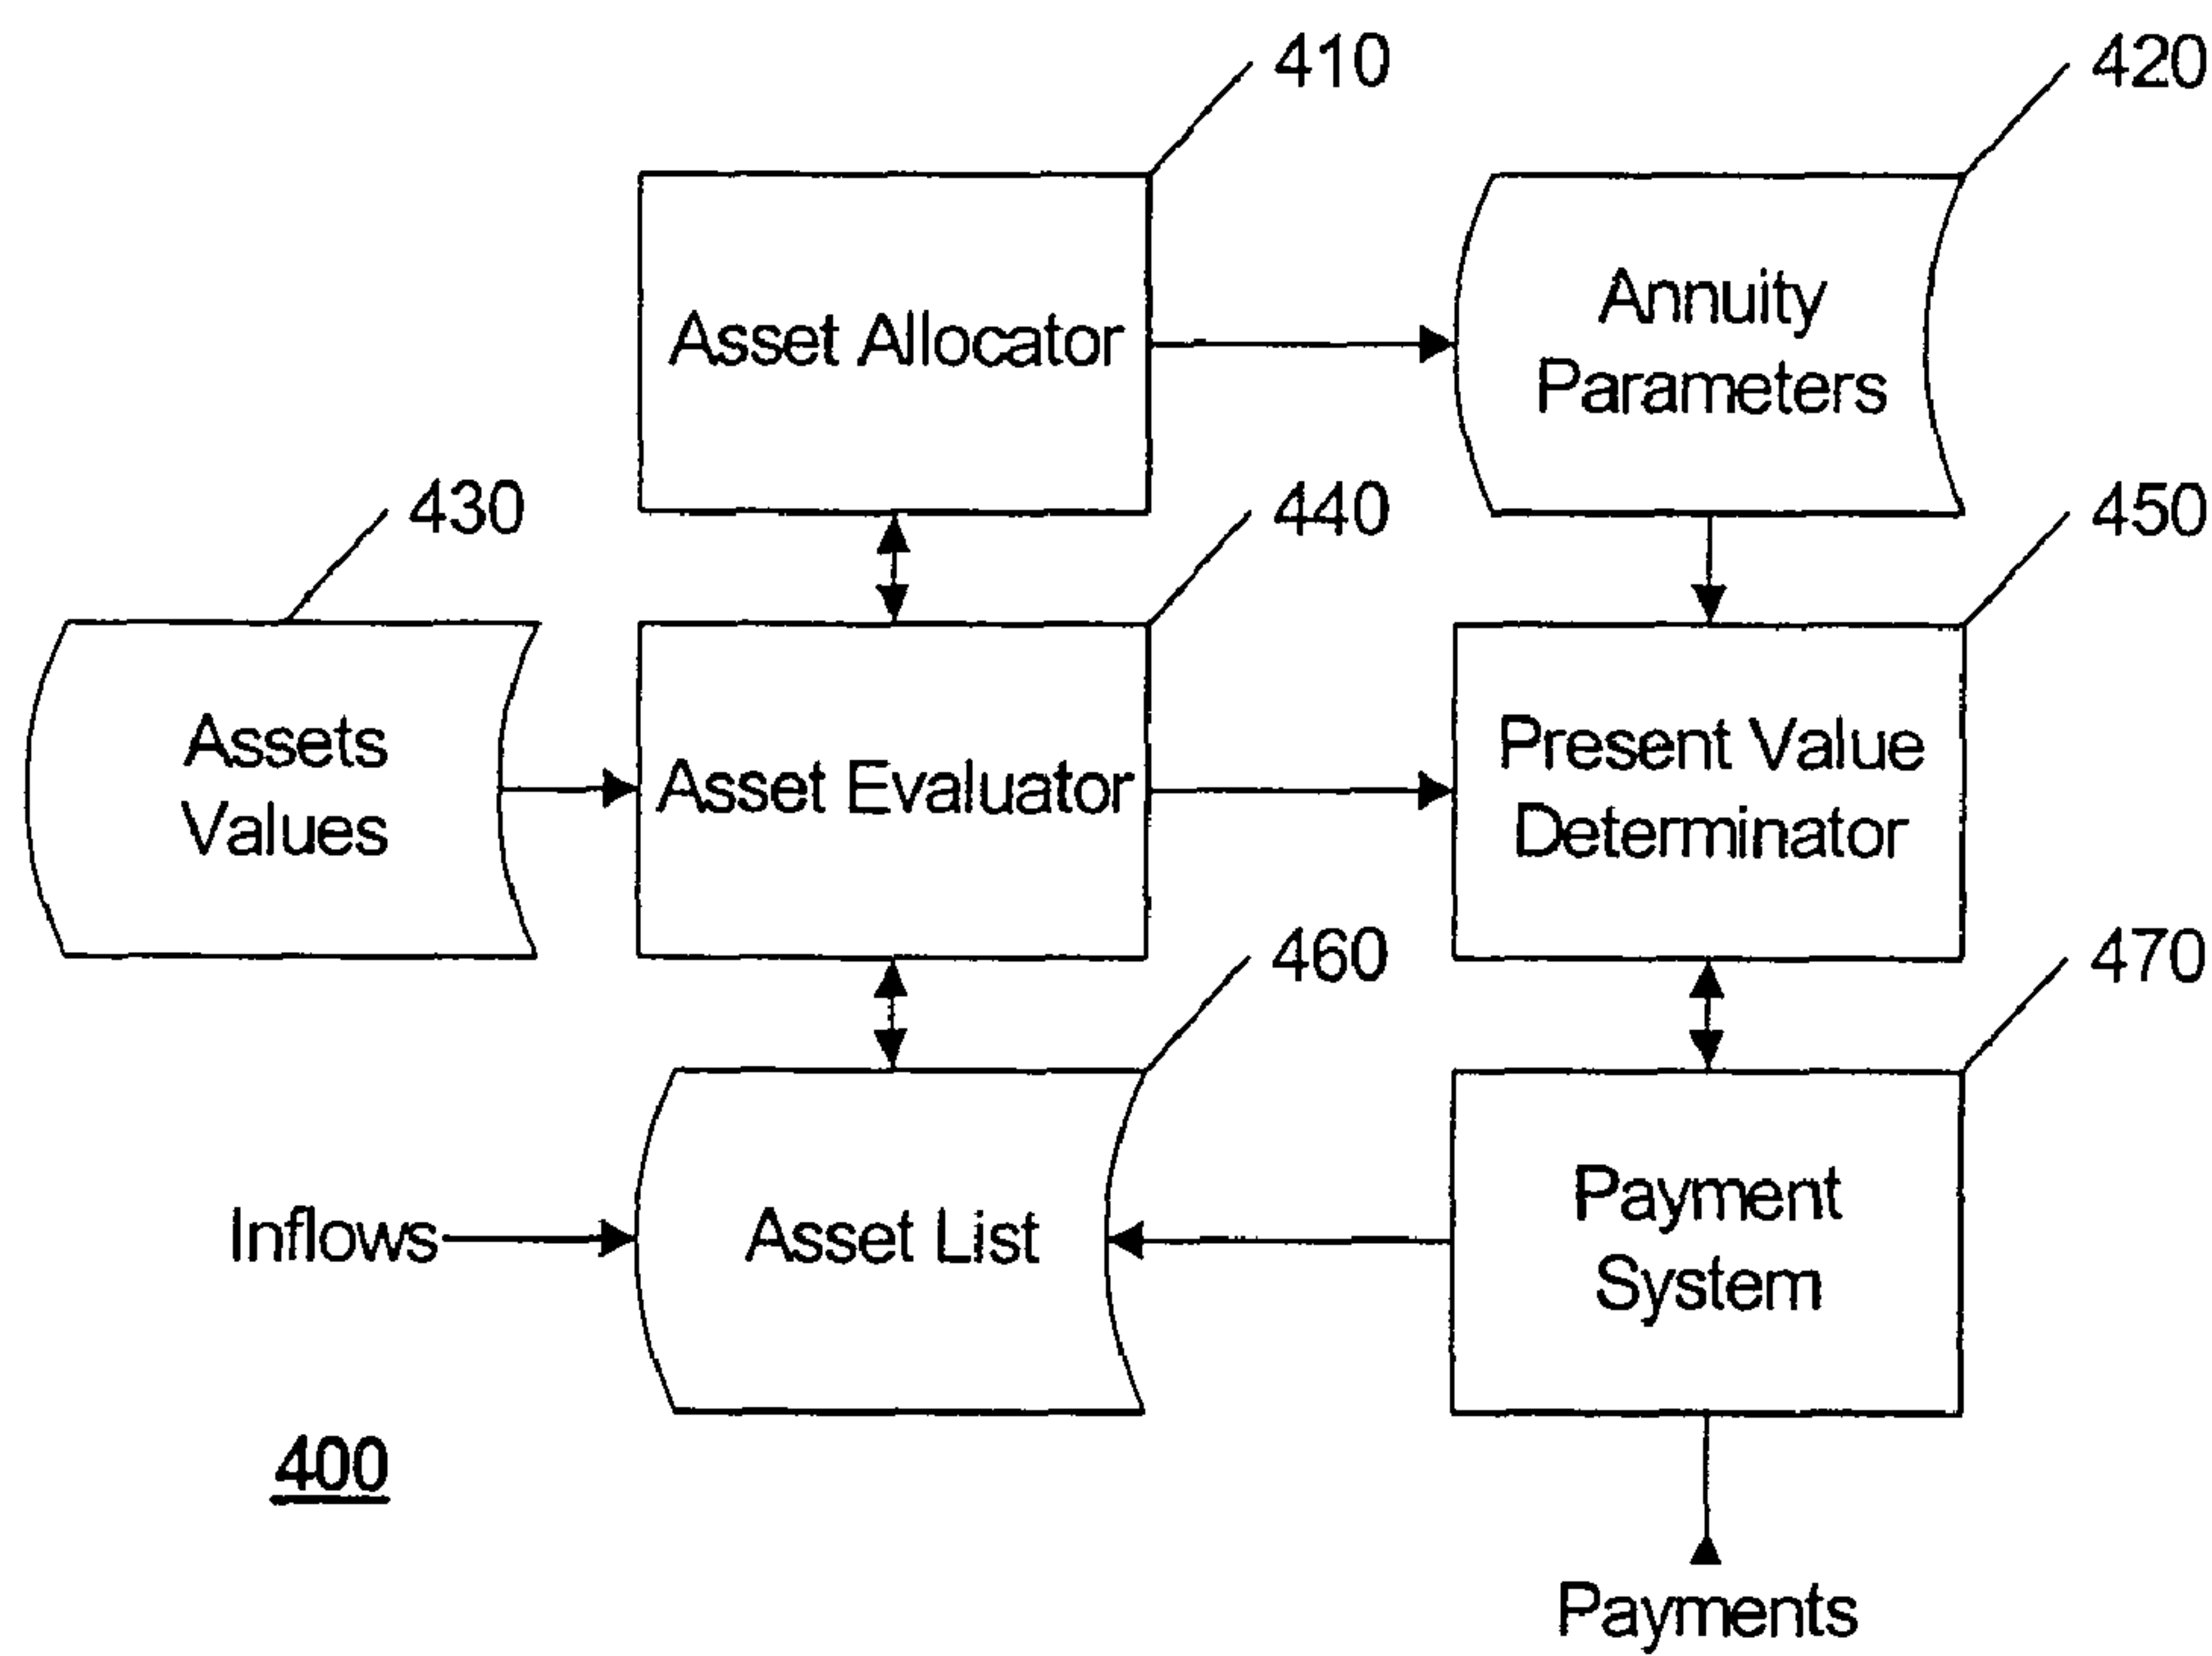 410
420
Asset Allocator
Annuity
Parameters
430
440
450
Assets
Values
Asset Evaluator
Present Value
Determinator
460
470
Inflows
Asset List
Payment
System
400
Payments